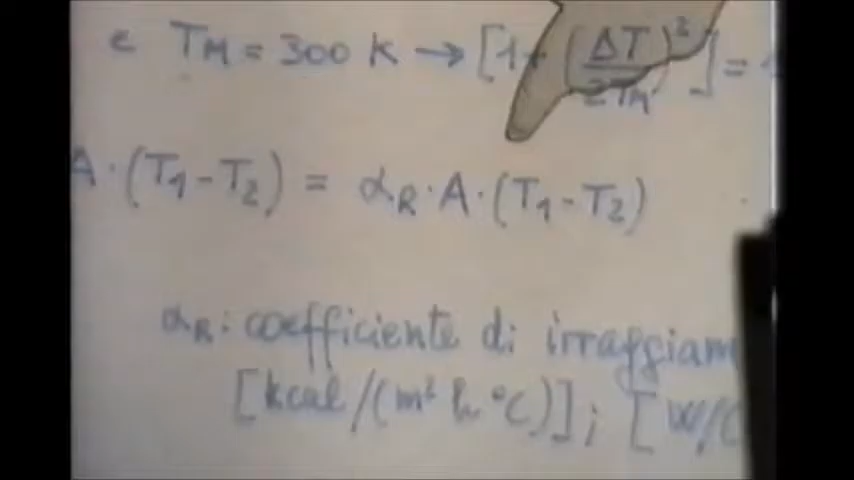 e TM = 300 K → [1+ (ΔT/2TM)²] =
A·(T1-T2) = αR·A·(T1-T2)
αR: coefficiente di irraggiam
[kcal/(m² h °C)]; [W/(